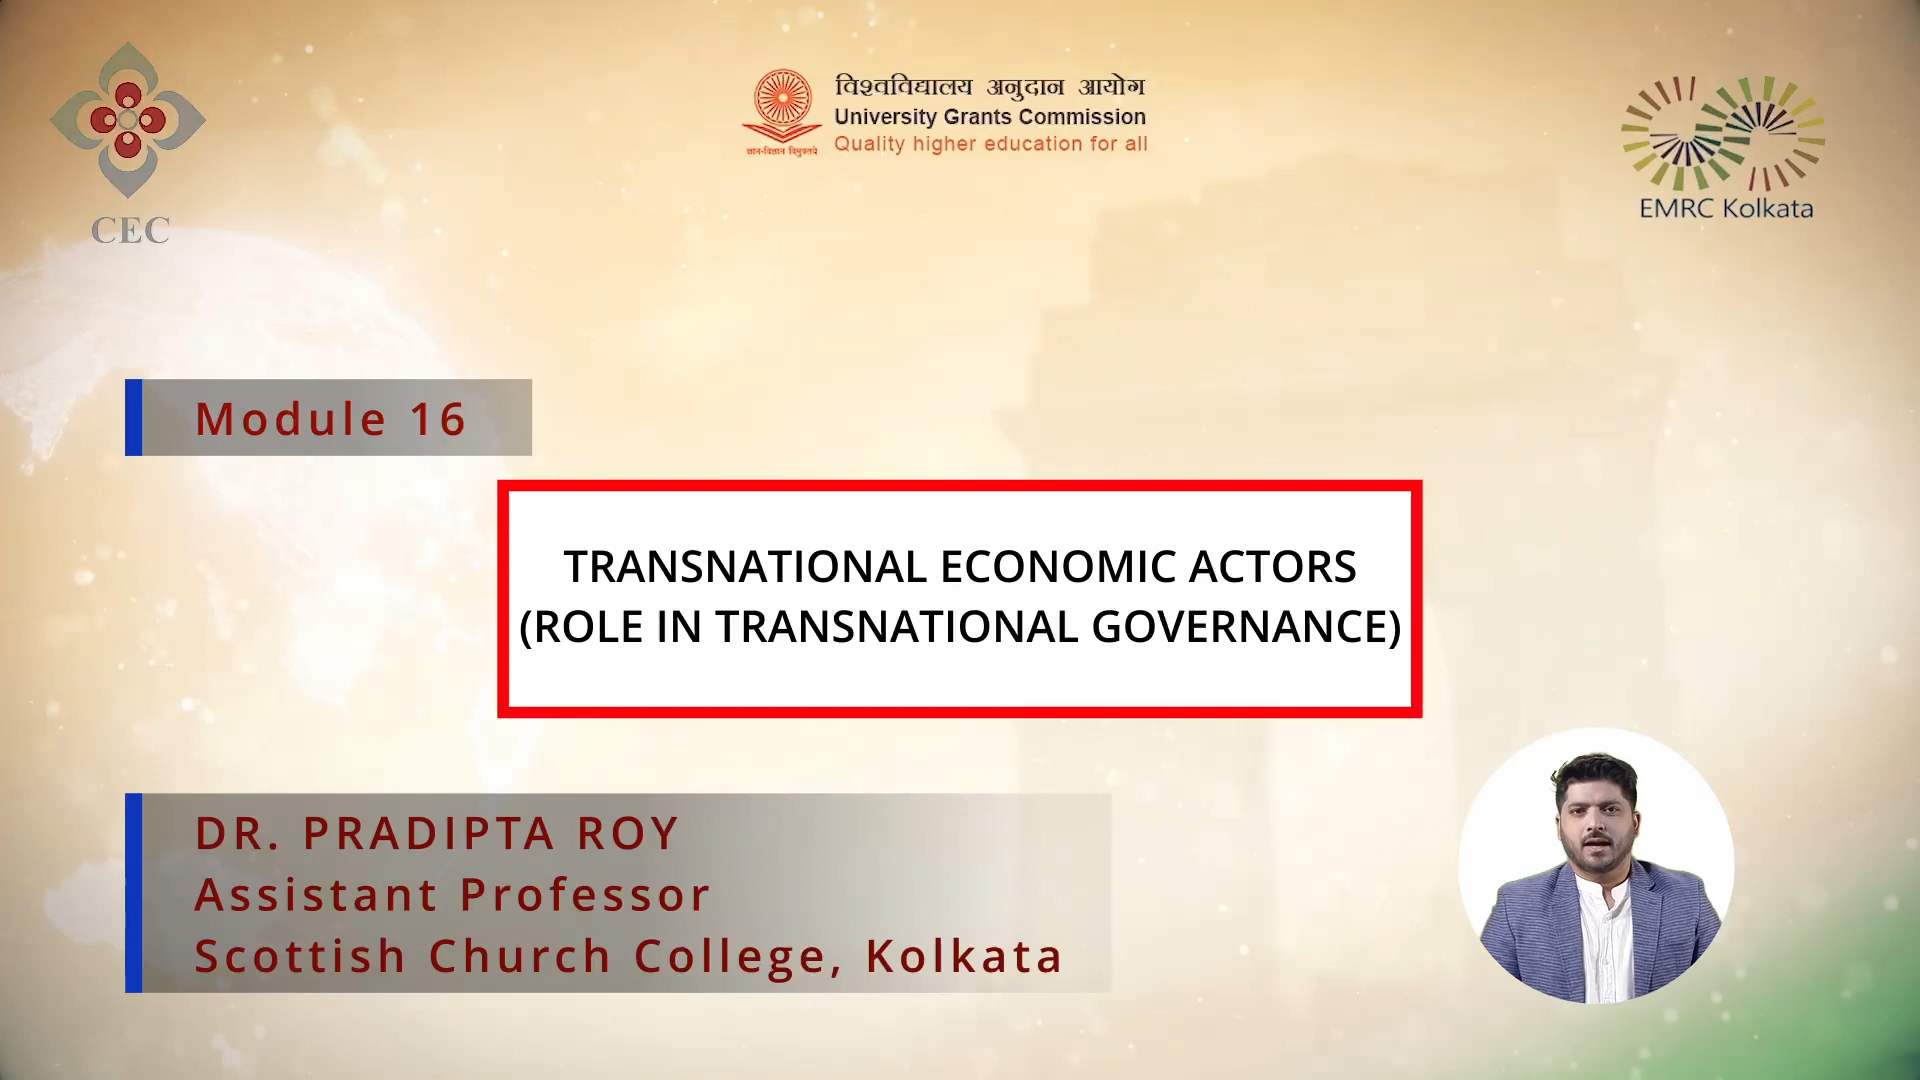 विश्वविद्यालय अनुदान आयोग
University Grants Commission
Quality higher education for all
ज्ञान-विज्ञान विमुक्तये
CEC
EMRC Kolkata
Module 16
TRANSNATIONAL ECONOMIC ACTORS
(ROLE IN TRANSNATIONAL GOVERNANCE)
DR. PRADIPTA ROY
Assistant Professor
Scottish Church College, Kolkata